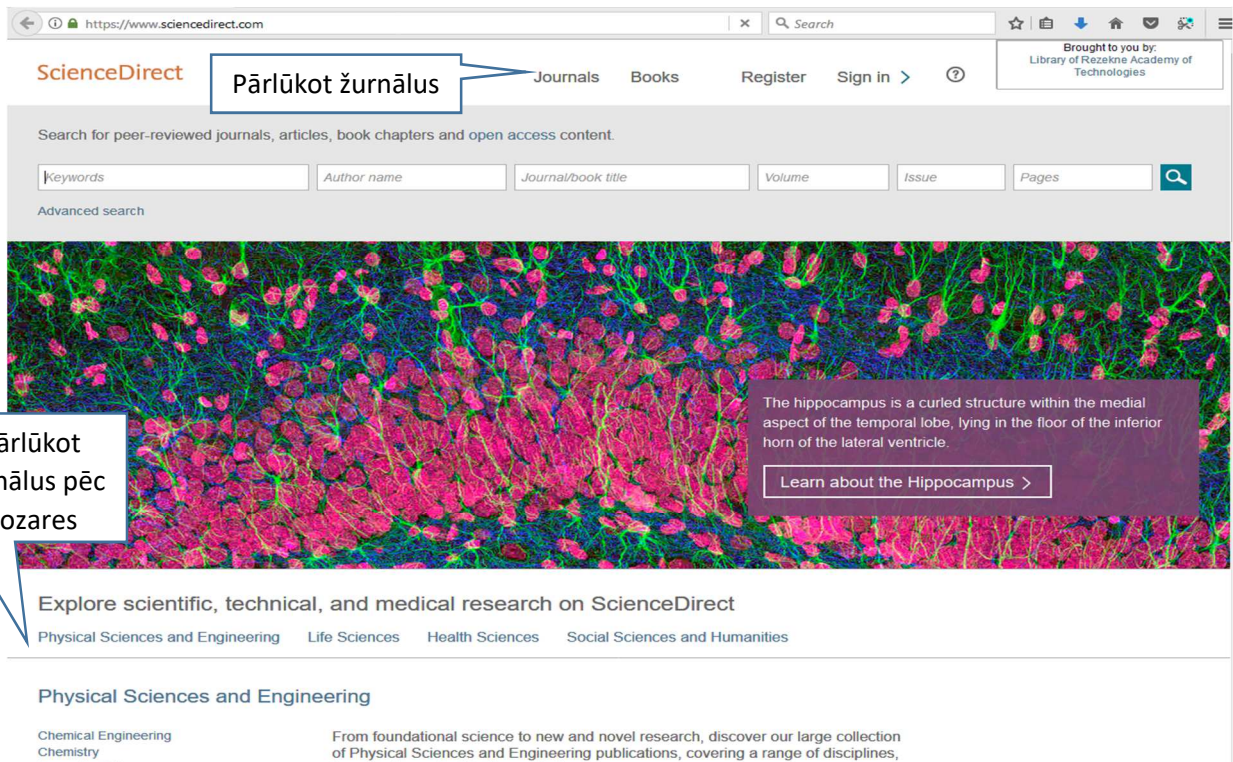 https://www.sciencedirect.com
Search
Brought to you by:
Library of Rezekne Academy of
Technologies
ScienceDirect
Pārlūkot žurnālus
Journals Books Register Sign in >
Search for peer-reviewed journals, articles, book chapters and open access content.
Keywords Author name Journal/book title Volume Issue Pages
Advanced search
The hippocampus is a curled structure within the medial
aspect of the temporal lobe, lying in the floor of the inferior
horn of the lateral ventricle.
Learn about the Hippocampus >
ārlūkot
nālus pēc
ozares
Explore scientific, technical, and medical research on ScienceDirect
Physical Sciences and Engineering Life Sciences Health Sciences Social Sciences and Humanities
Physical Sciences and Engineering
Chemical Engineering
Chemistry
From foundational science to new and novel research, discover our large collection
of Physical Sciences and Engineering publications, covering a range of disciplines,